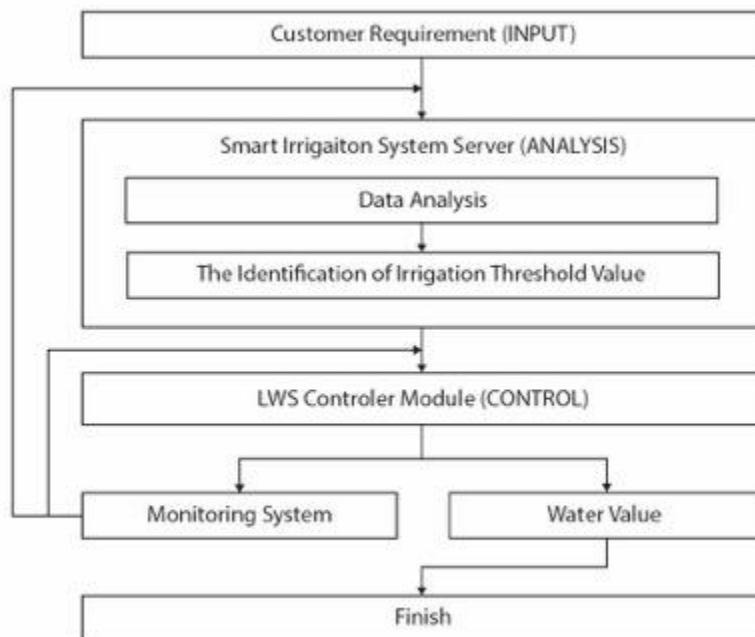 Customer Requirement (INPUT)
Smart Irrigaiton System Server (ANALYSIS)
Data Analysis
The Identification of Irrigation Threshold Value
LWS Controler Module (CONTROL)
Monitoring System
Water Value
Finish